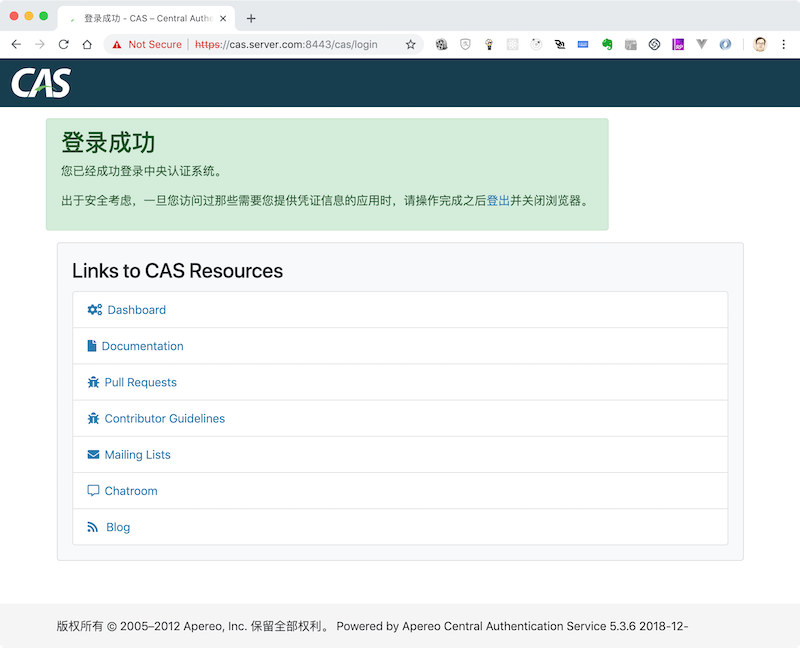 登录成功 - CAS – Central Authe
Not Secure https://cas.server.com:8443/cas/login
CAS
登录成功
您已经成功登录中央认证系统。
出于安全考虑，一旦您访问过那些需要您提供凭证信息的应用时，请操作完成之后登出并关闭浏览器。
Links to CAS Resources
Dashboard
Documentation
Pull Requests
Contributor Guidelines
Mailing Lists
Chatroom
Blog
版权所有 © 2005–2012 Apereo, Inc. 保留全部权利。 Powered by Apereo Central Authentication Service 5.3.6 2018-12-